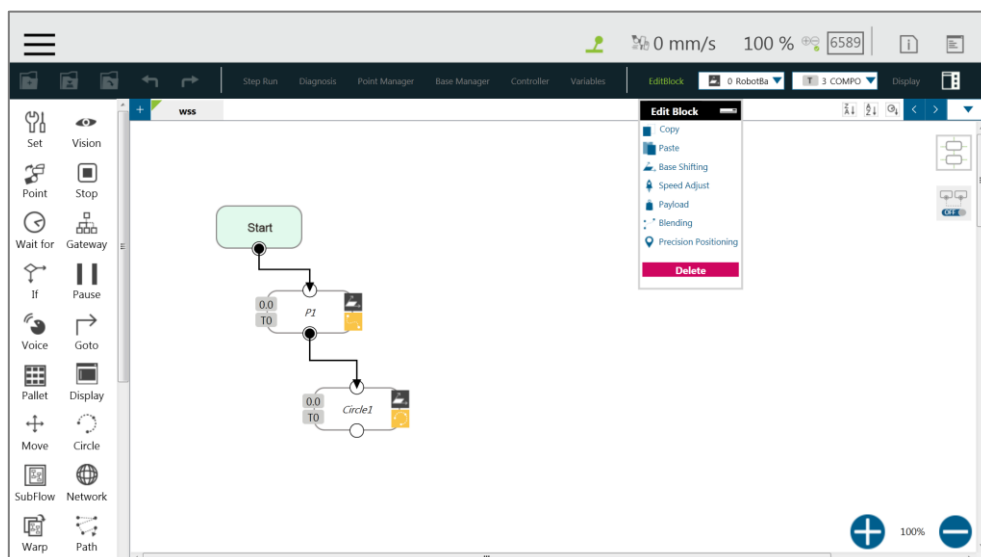 0 mm/s 100 % 6589
Step Run Diagnosis Point Manager Base Manager Controller Variables EditBlock 0 RobotBa T 3 COMPO Display
wss
Edit Block
Copy
Paste
Base Shifting
Speed Adjust
Payload
Blending
Precision Positioning
Delete
Set Vision
Point Stop
Wait for Gateway
If Pause
Voice Goto
Pallet Display
Move Circle
SubFlow Network
Warp Path
Start
0.0
T0
P1
0.0
T0
Circle1
OFF
100%